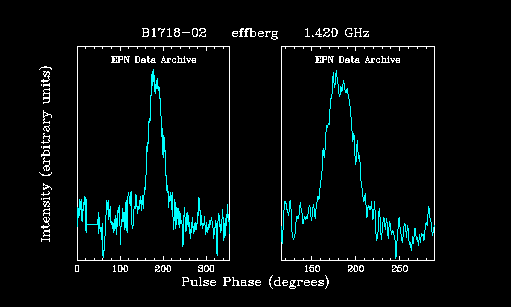 B1718-02 effberg 1.420 GHz
EPN Data Archive EPN Data Archive
Intensity (arbitrary units)
0 100 200 300 150 200 250
Pulse Phase (degrees)